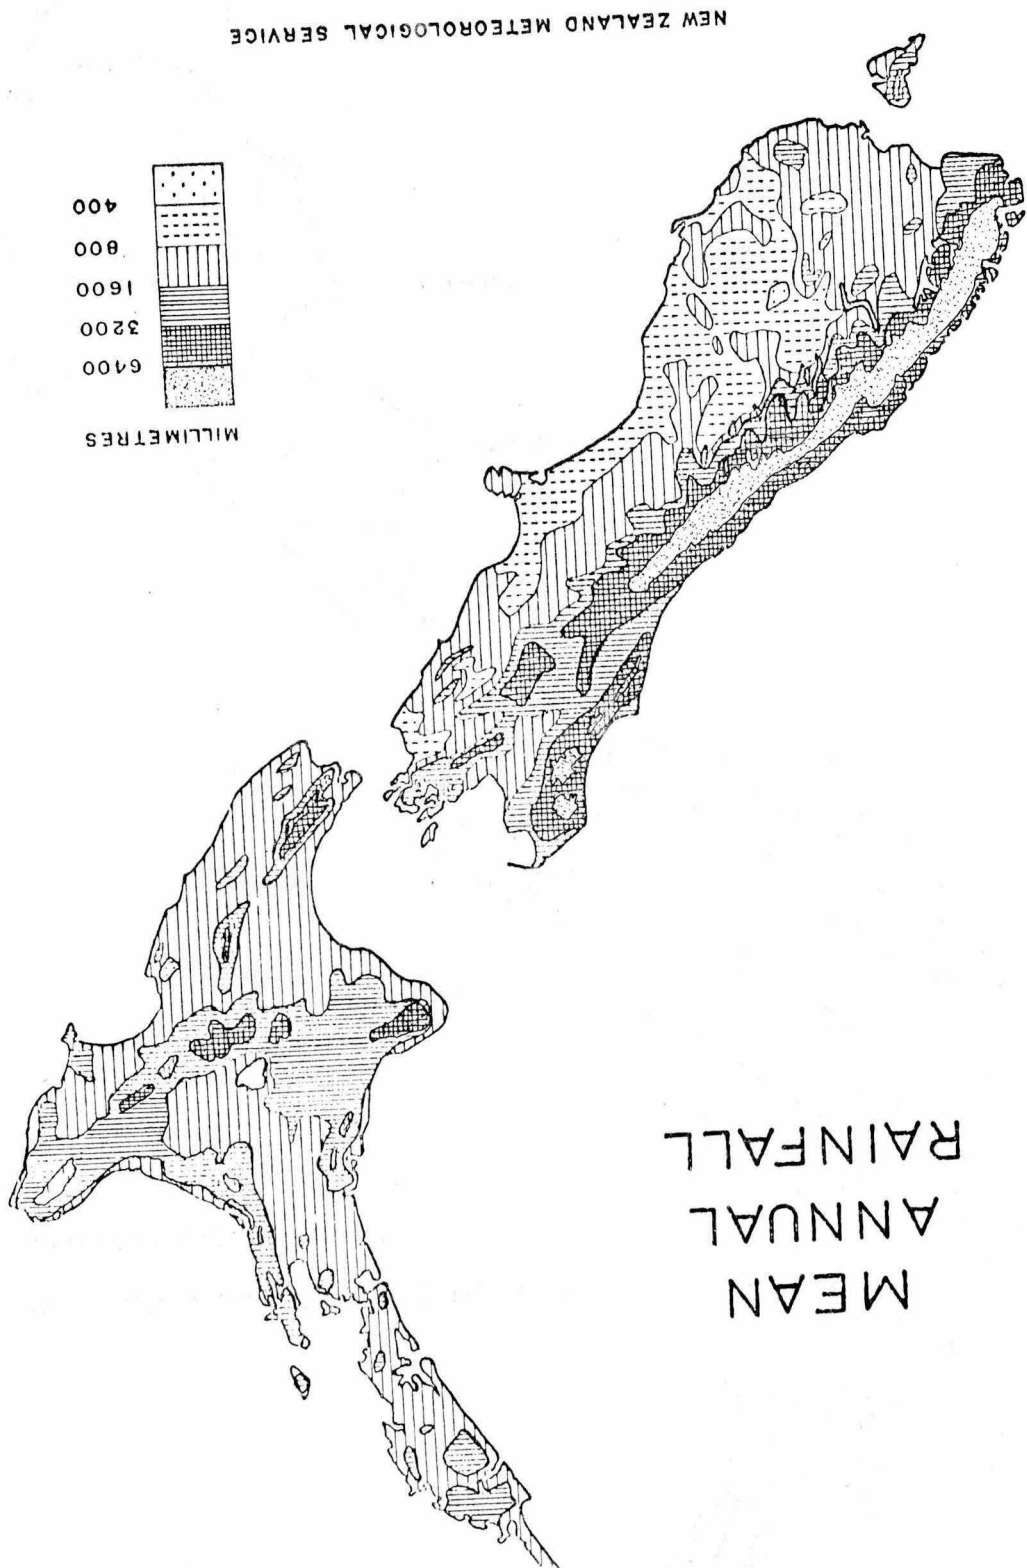 MEAN
ANNUAL
RAINFALL
MILLIMETRES
6400
3200
1600
800
400
NEW ZEALAND METEOROLOGICAL SERVICE